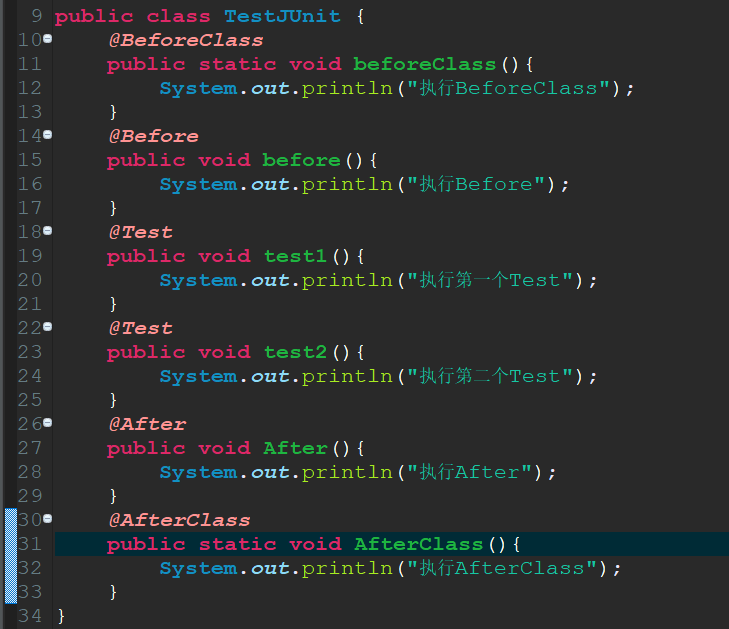 9 public class TestJUnit {
10 @BeforeClass
11 public static void beforeClass(){
12 System.out.println("执行BeforeClass");
13 }
14 @Before
15 public void before(){
16 System.out.println("执行Before");
17 }
18 @Test
19 public void test1(){
20 System.out.println("执行第一个Test");
21 }
22 @Test
23 public void test2(){
24 System.out.println("执行第二个Test");
25 }
26 @After
27 public void After(){
28 System.out.println("执行After");
29 }
30 @AfterClass
31 public static void AfterClass(){
32 System.out.println("执行AfterClass");
33 }
34 }